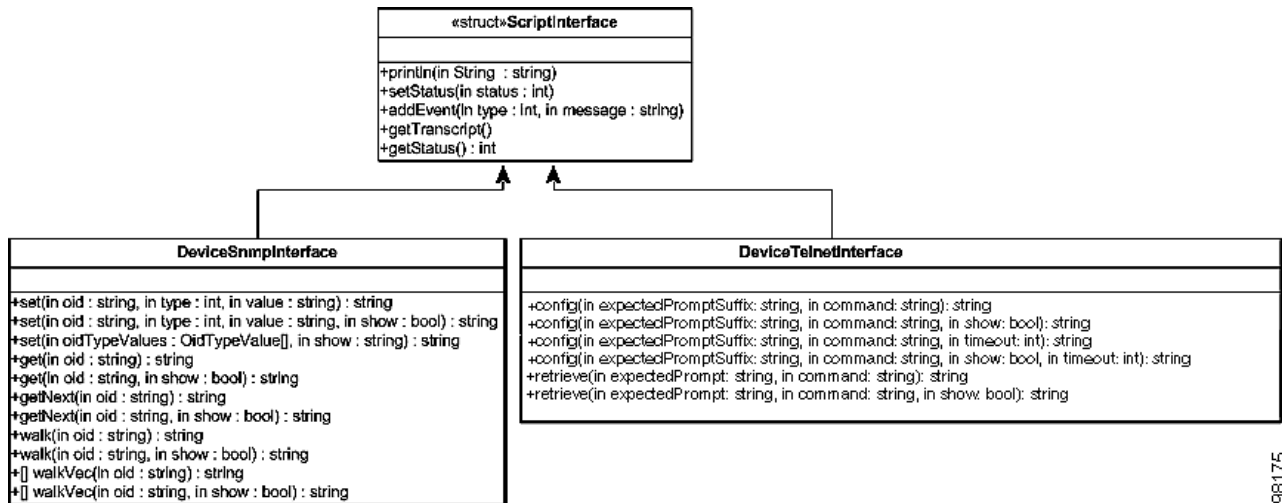 «struct»ScriptInterface
+println(in String : string)
+setStatus(in status : int)
+addEvent(in type : int, in message : string)
+getTranscript()
+getStatus() : int
DeviceSnmpInterface
+set(in oid : string, in type : int, in value : string) : string
+set(in oid : string, in type : int, in value : string, in show : bool) : string
+set(in oidTypeValues : OidTypeValue[], in show : string) : string
+get(in oid : string) : string
+get(in oid : string, in show : bool) : string
+getNext(in oid : string) : string
+getNext(in oid : string, in show : bool) : string
+walk(in oid : string) : string
+walk(in oid : string, in show : bool) : string
+[] walkVec(in oid : string) : string
+[] walkVec(in oid : string, in show : bool) : string
DeviceTelnetInterface
+config(in expectedPromptSuffix: string, in command: string): string
+config(in expectedPromptSuffix: string, in command: string, in show: bool): string
+config(in expectedPromptSuffix: string, in command: string, in timeout: int): string
+config(in expectedPromptSuffix: string, in command: string, in show: bool, in timeout: int): string
+retrieve(in expectedPrompt: string, in command: string): string
+retrieve(in expectedPrompt: string, in command: string, in show: bool): string
98175